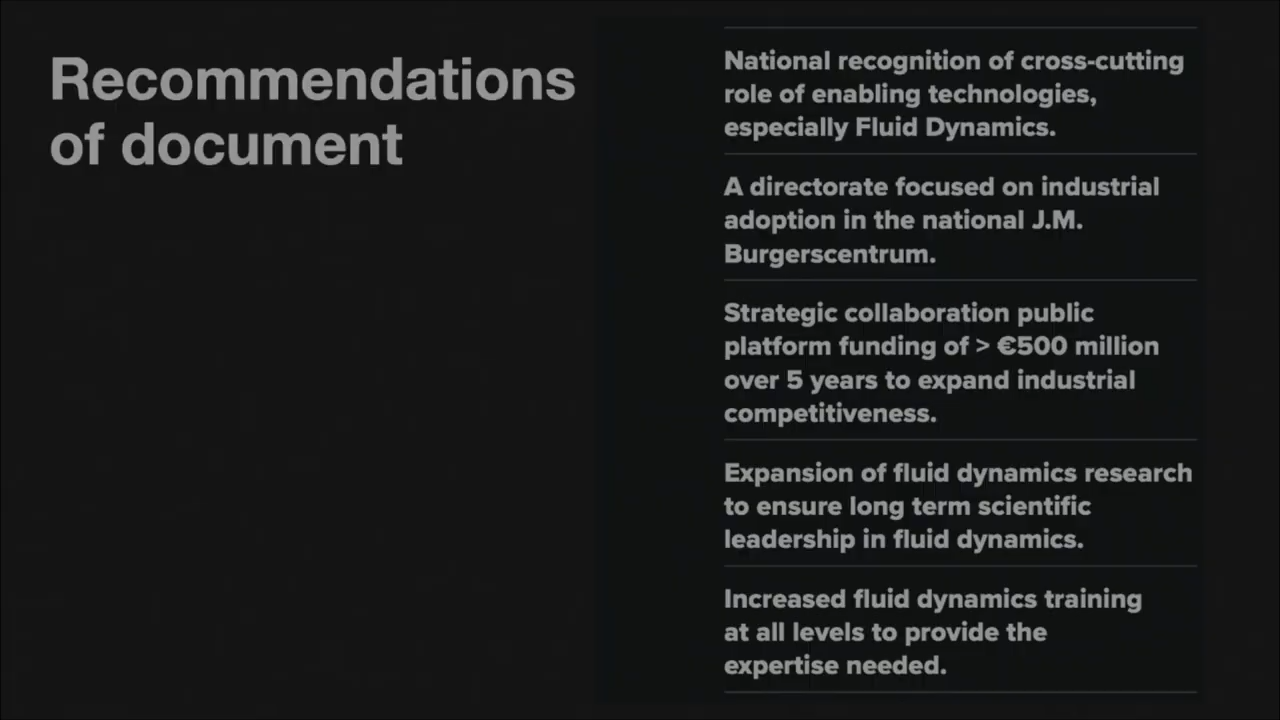 Recommendations
of document
National recognition of cross-cutting
role of enabling technologies,
especially Fluid Dynamics.
A directorate focused on industrial
adoption in the national J.M.
Burgerscentrum.
Strategic collaboration public
platform funding of > €500 million
over 5 years to expand industrial
competitiveness.
Expansion of fluid dynamics research
to ensure long term scientific
leadership in fluid dynamics.
Increased fluid dynamics training
at all levels to provide the
expertise needed.